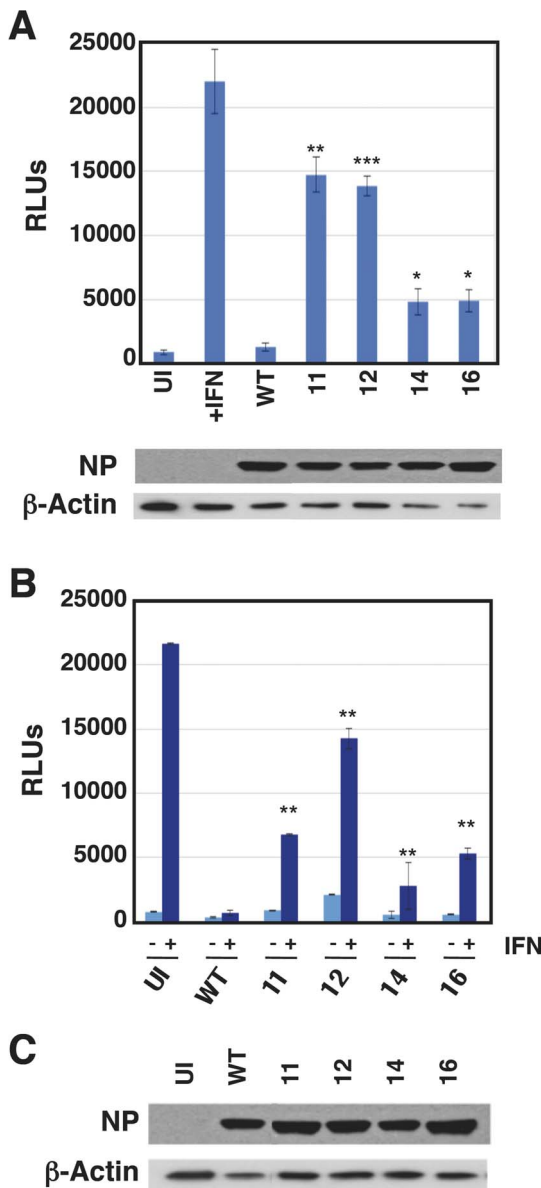 A
25000
20000
15000
10000
5000
0
RLUs
** *** * *
UI +IFN WT 11 12 14 16
NP
β-Actin
B
25000
20000
15000
10000
5000
0
RLUs
** ** ** **
- + - + - + - + - + - + IFN
UI WT 11 12 14 16
C
UI WT 11 12 14 16
NP
β-Actin